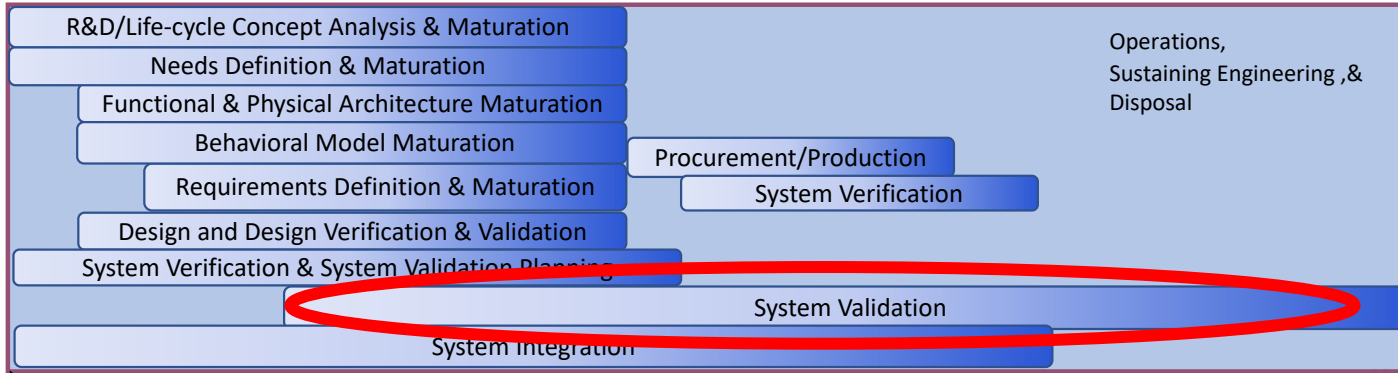 R&D/Life-cycle Concept Analysis & Maturation
Needs Definition & Maturation
Functional & Physical Architecture Maturation
Behavioral Model Maturation
Requirements Definition & Maturation
Design and Design Verification & Validation
System Verification & System Validation Planning
System Validation
System Integration
Procurement/Production
System Verification
Operations,
Sustaining Engineering ,&
Disposal